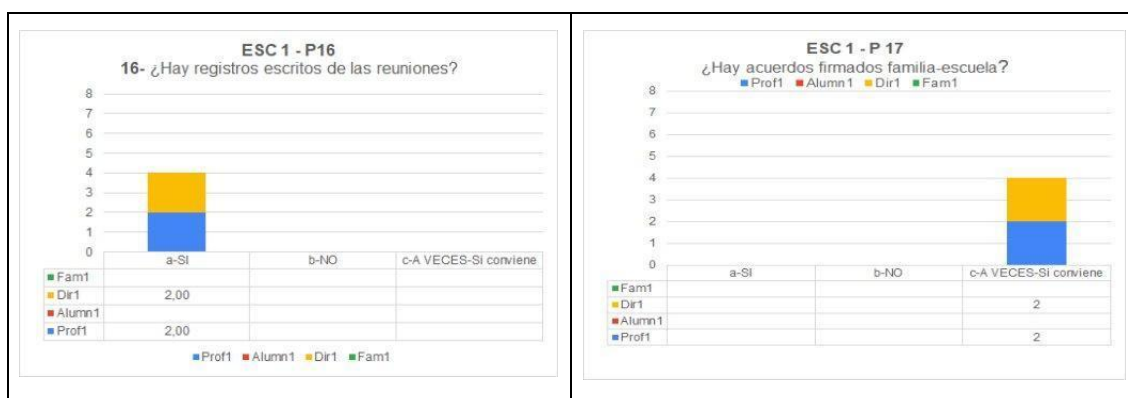 ESC 1 - P16
16- ¿Hay registros escritos de las reuniones?
8
7
6
5
4
3
2
1
0
a-SI b-NO c-A VECES-Si conviene
Fam1
Dir1 2,00
Alumn1
Prof1 2,00
Prof1 Alumn1 Dir1 Fam1
ESC 1 - P 17
¿Hay acuerdos firmados familia-escuela?
Prof1 Alumn1 Dir1 Fam1
8
7
6
5
4
3
2
1
0
a-SI b-NO c-A VECES-Si conviene
Fam1
Dir1 2
Alumn1
Prof1 2